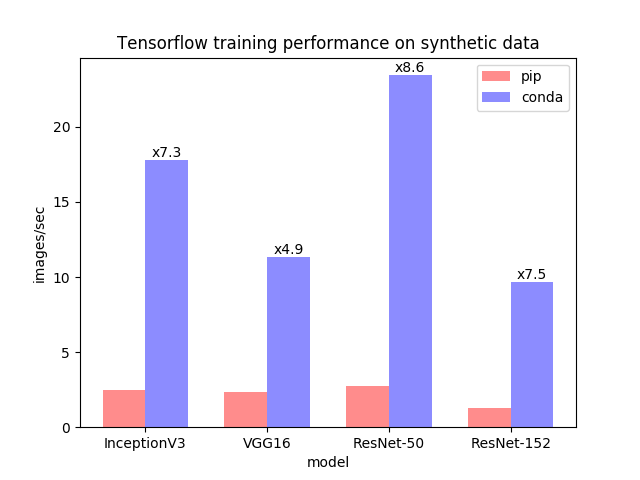 Tensorflow training performance on synthetic data
x8.6
pip
conda
x7.3
x4.9
x7.5
images/sec
20
15
10
5
0
InceptionV3 VGG16 ResNet-50 ResNet-152
model